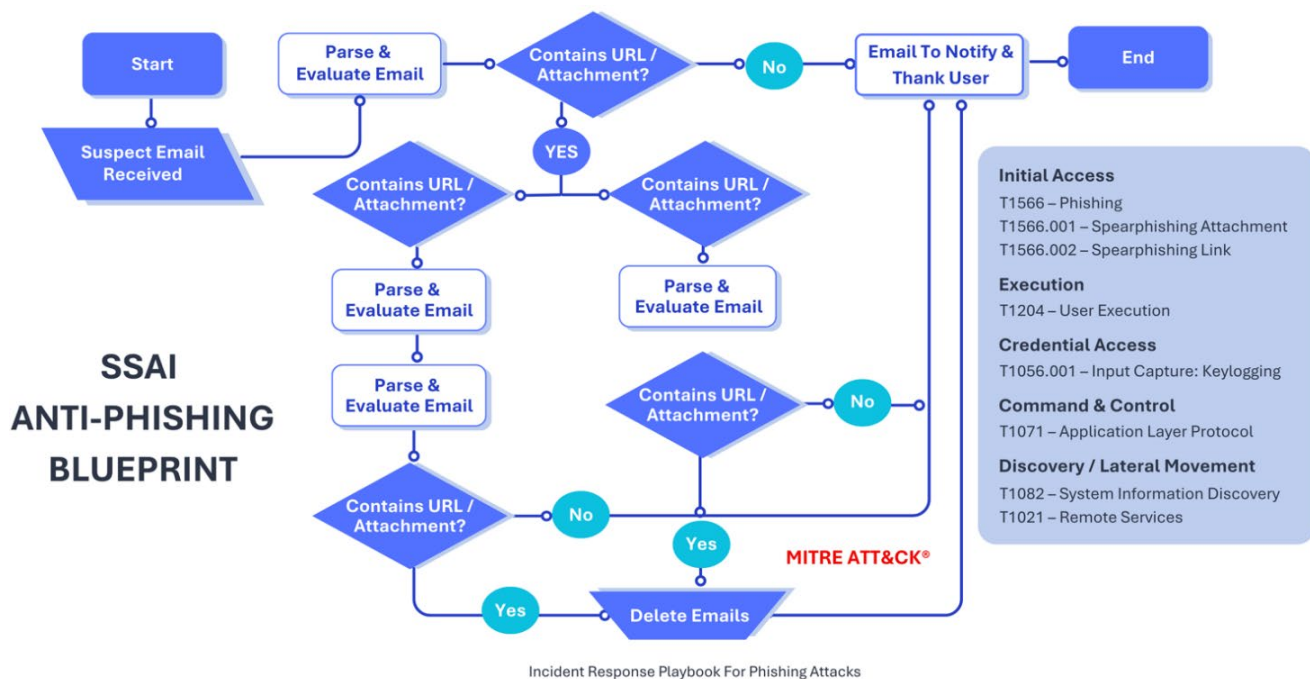 Start
Parse &
Evaluate Email
Contains URL /
Attachment?
No
Email To Notify &
Thank User
End
Suspect Email
Received
YES
Contains URL /
Attachment?
Contains URL /
Attachment?
Parse &
Evaluate Email
Parse &
Evaluate Email
Parse &
Evaluate Email
Contains URL /
Attachment?
No
Contains URL /
Attachment?
No
Yes
Yes
Delete Emails
SSAI
ANTI-PHISHING
BLUEPRINT
MITRE ATT&CK®
Initial Access
T1566 – Phishing
T1566.001 – Spearphishing Attachment
T1566.002 – Spearphishing Link
Execution
T1204 – User Execution
Credential Access
T1056.001 – Input Capture: Keylogging
Command & Control
T1071 – Application Layer Protocol
Discovery / Lateral Movement
T1082 – System Information Discovery
T1021 – Remote Services
Incident Response Playbook For Phishing Attacks